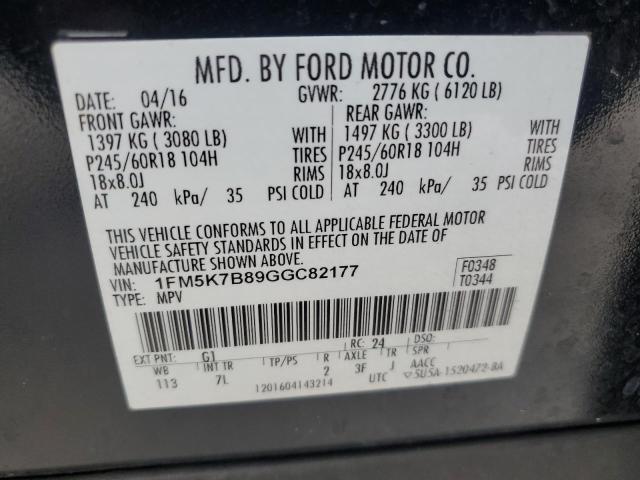 MFD. BY FORD MOTOR CO.
DATE: 04/16 GVWR: 2776 KG ( 6120 LB)
FRONT GAWR: REAR GAWR:
1397 KG ( 3080 LB) WITH 1497 KG ( 3300 LB) WITH
P245/60R18 104H TIRES P245/60R18 104H TIRES
18x8.0J RIMS 18x8.0J RIMS
AT 240 kPa/ 35 PSI COLD AT 240 kPa/ 35 PSI COLD
THIS VEHICLE CONFORMS TO ALL APPLICABLE FEDERAL MOTOR
VEHICLE SAFETY STANDARDS IN EFFECT ON THE DATE OF
MANUFACTURE SHOWN ABOVE.
VIN: 1FM5K7B89GGC82177 F0348
TYPE: MPV T0344
EXT PNT: G1 RC: 24 DSO:
WB INT TR TP/PS R AXLE TR SPR
113 7L 2 3F J AACC
1201604143214 UTC 5U5A-1520472-BA